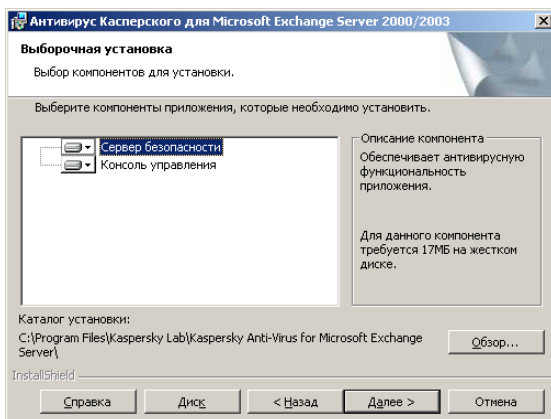 Антивирус Касперского для Microsoft Exchange Server 2000/2003
Выборочная установка
Выбор компонентов для установки.
Выберите компоненты приложения, которые необходимо установить.
Сервер безопасности
Консоль управления
Описание компонента
Обеспечивает антивирусную
функциональность
приложения.
Для данного компонента
требуется 17МБ на жестком
диске.
Каталог установки:
C:\Program Files\Kaspersky Lab\Kaspersky Anti-Virus for Microsoft Exchange
Server\
Обзор...
InstallShield
Справка
Диск
< Назад
Далее >
Отмена